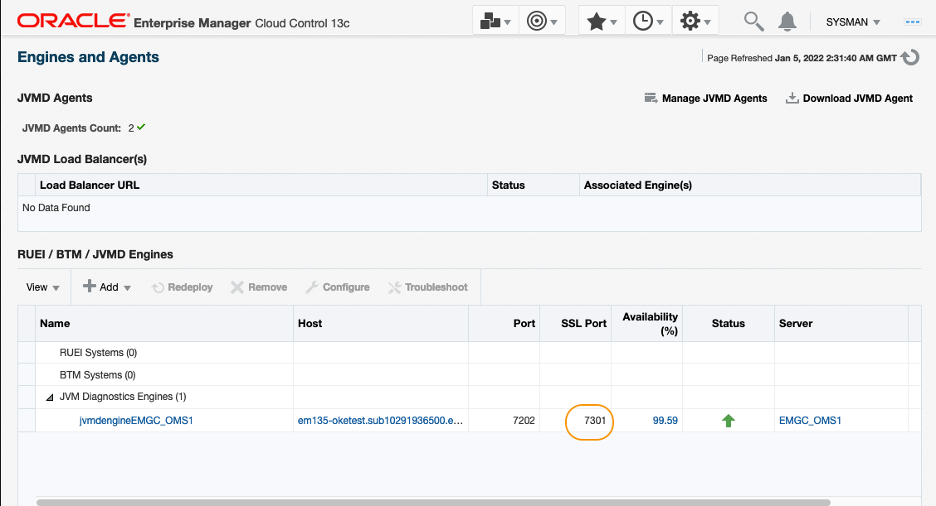 ORACLE® Enterprise Manager Cloud Control 13c
SYSMAN
Engines and Agents
Page Refreshed Jan 5, 2022 2:31:40 AM GMT
JVMD Agents
Manage JVMD Agents Download JVMD Agent
JVMD Agents Count: 2
JVMD Load Balancer(s)
Load Balancer URL Status Associated Engine(s)
No Data Found
RUEI / BTM / JVMD Engines
View Add Redeploy Remove Configure Troubleshoot
Name Host Port SSL Port Availability (%) Status Server
RUEI Systems (0)
BTM Systems (0)
JVM Diagnostics Engines (1)
jvmdengineEMGC_OMS1 em135-oketest.sub10291936500.e... 7202 7301 99.59 EMGC_OMS1